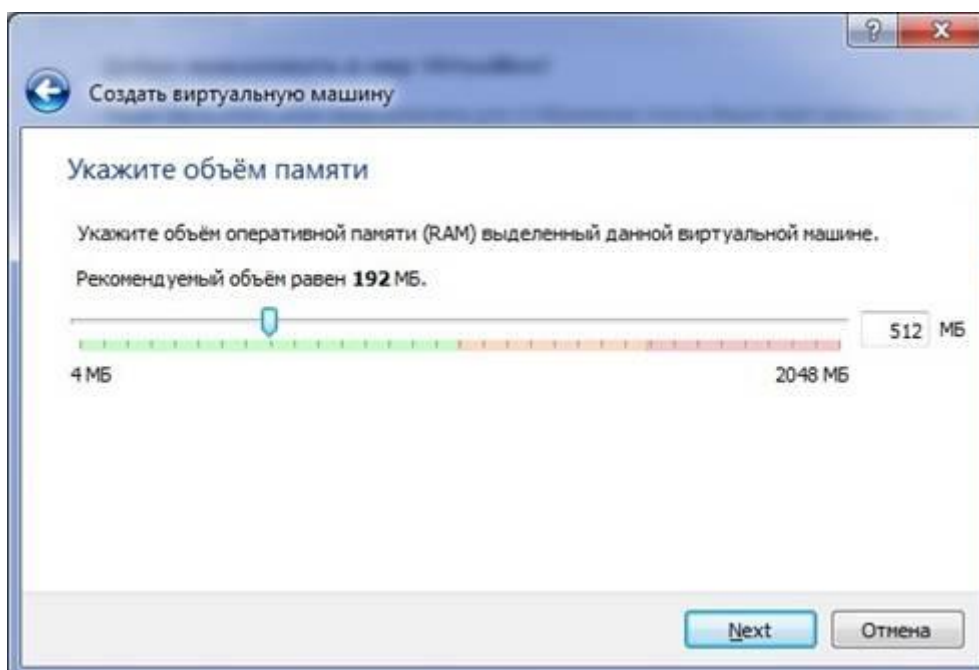 ?
Создать виртуальную машину
Укажите объём памяти
Укажите объём оперативной памяти (RAM) выделенный данной виртуальной машине.
Рекомендуемый объём равен 192 МБ.
512 МБ
4 МБ
2048 МБ
Next
Отмена